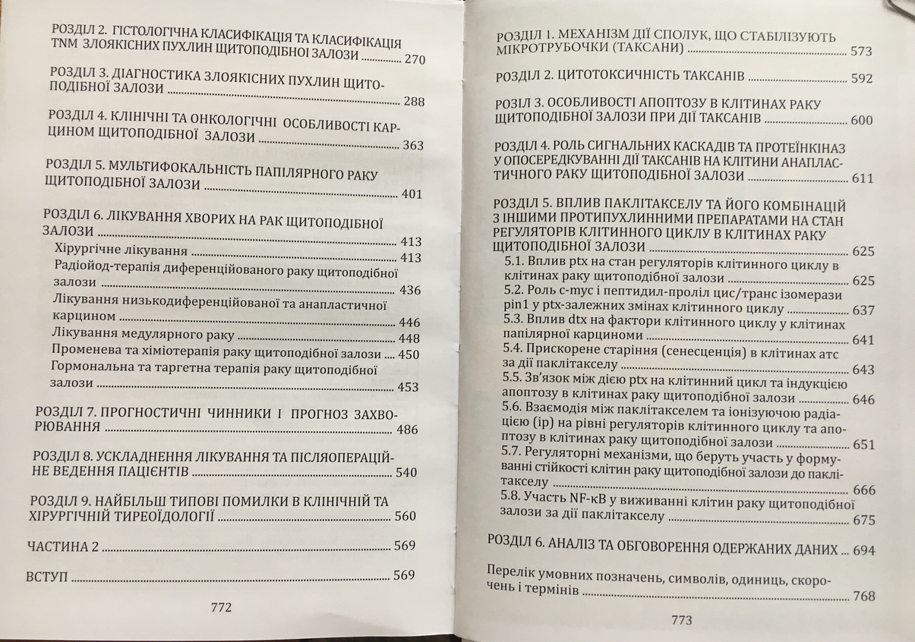 РОЗДІЛ 2. ГІСТОЛОГІЧНА КЛАСИФІКАЦІЯ ТА КЛАСИФІКАЦІЯ
TNM ЗЛОЯКІСНИХ ПУХЛИН ЩИТОПОДІБНОЇ ЗАЛОЗИ ............ 270
РОЗДІЛ 3. ДІАГНОСТИКА ЗЛОЯКІСНИХ ПУХЛИН ЩИТО-
ПОДІБНОЇ ЗАЛОЗИ ............ 288
РОЗДІЛ 4. КЛІНІЧНІ ТА ОНКОЛОГІЧНІ ОСОБЛИВОСТІ КАР-
ЦИНОМ ЩИТОПОДІБНОЇ ЗАЛОЗИ ............ 363
РОЗДІЛ 5. МУЛЬТИФОКАЛЬНІСТЬ ПАПІЛЯРНОГО РАКУ
ЩИТОПОДІБНОЇ ЗАЛОЗИ ............ 401
РОЗДІЛ 6. ЛІКУВАННЯ ХВОРИХ НА РАК ЩИТОПОДІБНОЇ
ЗАЛОЗИ ............ 413
Хірургічне лікування ............ 413
Радіойод-терапія диференційованого раку щитоподібної
залози ............ 436
Лікування низькодиференційованої та анапластичної
карцином ............ 446
Лікування медулярного раку ............ 448
Променева та хіміотерапія раку щитоподібної залози .... 450
Гормональна та таргетна терапія раку щитоподібної
залози ............ 453
РОЗДІЛ 7. ПРОГНОСТИЧНІ ЧИННИКИ І ПРОГНОЗ ЗАХВО-
РЮВАННЯ ............ 486
РОЗДІЛ 8. УСКЛАДНЕННЯ ЛІКУВАННЯ ТА ПІСЛЯОПЕРАЦІЙ-
НЕ ВЕДЕННЯ ПАЦІЄНТІВ ............ 540
РОЗДІЛ 9. НАЙБІЛЬШ ТИПОВІ ПОМИЛКИ В КЛІНІЧНІЙ ТА
ХІРУРГІЧНІЙ ТИРЕОЇДОЛОГІЇ ............ 560
ЧАСТИНА 2 ............ 569
ВСТУП ............ 569
772
РОЗДІЛ 1. МЕХАНІЗМ ДІЇ СПОЛУК, ЩО СТАБІЛІЗУЮТЬ
МІКРОТРУБОЧКИ (ТАКСАНИ) ............ 573
РОЗДІЛ 2. ЦИТОТОКСИЧНІСТЬ ТАКСАНІВ ............ 592
РОЗІЛ 3. ОСОБЛИВОСТІ АПОПТОЗУ В КЛІТИНАХ РАКУ
ЩИТОПОДІБНОЇ ЗАЛОЗИ ПРИ ДІЇ ТАКСАНІВ ............ 600
РОЗДІЛ 4. РОЛЬ СИГНАЛЬНИХ КАСКАДІВ ТА ПРОТЕЇНКІНАЗ
У ОПОСЕРЕДКУВАННІ ДІЇ ТАКСАНІВ НА КЛІТИНИ АНАПЛАС-
ТИЧНОГО РАКУ ЩИТОПОДІБНОЇ ЗАЛОЗИ ............ 611
РОЗДІЛ 5. ВПЛИВ ПАКЛІТАКСЕЛУ ТА ЙОГО КОМБІНАЦІЙ
З ІНШИМИ ПРОТИПУХЛИННИМИ ПРЕПАРАТАМИ НА СТАН
РЕГУЛЯТОРІВ КЛІТИННОГО ЦИКЛУ В КЛІТИНАХ РАКУ
ЩИТОПОДІБНОЇ ЗАЛОЗИ ............ 625
5.1. Вплив ptx на стан регуляторів клітинного циклу в
клітинах раку щитоподібної залози ............ 625
5.2. Роль c-myc і пептидил-проліл цис/транс ізомерази
pin1 у ptx-залежних змінах клітинного циклу ............ 637
5.3. Вплив dtx на фактори клітинного циклу у клітинах
папілярної карциноми ............ 641
5.4. Прискорене старіння (сенесценція) в клітинах атс
за дії паклітакселу ............ 643
5.5. Зв'язок між дією ptx на клітинний цикл та індукцією
апоптозу в клітинах раку щитоподібної залози ............ 646
5.6. Взаємодія між паклітакселем та іонізуючою радіа-
цією (ір) на рівні регуляторів клітинного циклу та апо-
птозу в клітинах раку щитоподібної залози ............ 651
5.7. Регуляторні механізми, що беруть участь у форму-
ванні стійкості клітин раку щитоподібної залози до паклі-
такселу ............ 666
5.8. Участь NF-κB у виживанні клітин раку щитоподібної
залози за дії паклітакселу ............ 675
РОЗДІЛ 6. АНАЛІЗ ТА ОБГОВОРЕННЯ ОДЕРЖАНИХ ДАНИХ ... 694
Перелік умовних позначень, символів, одиниць, скоро-
чень і термінів ............ 768
773